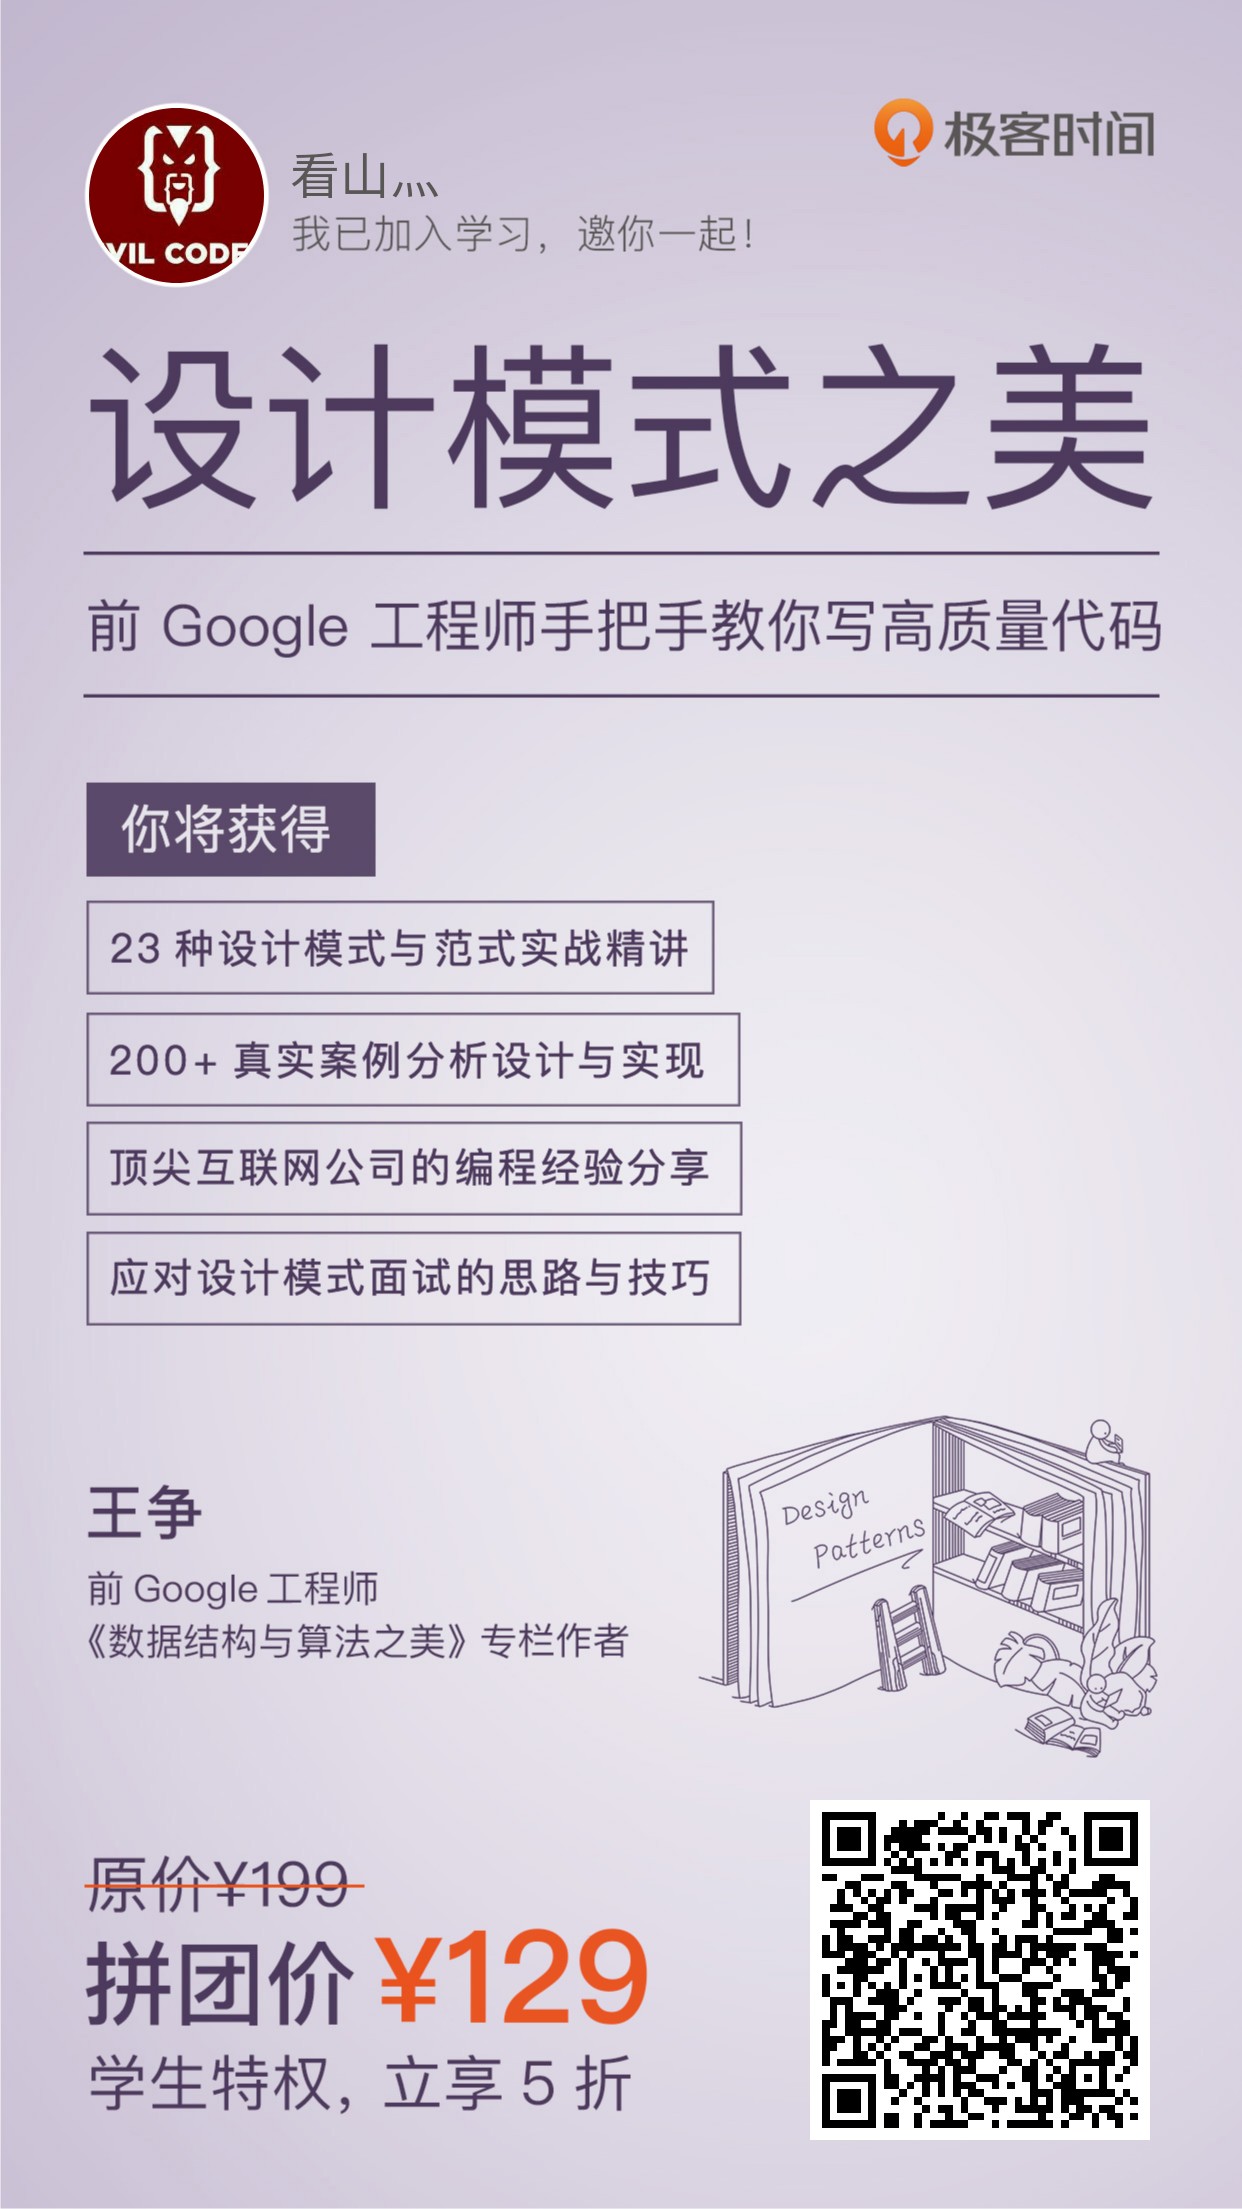 极客时间
看山灬
我已加入学习，邀你一起！
VIL CODE
设计模式之美
前 Google 工程师手把手教你写高质量代码
你将获得
23 种设计模式与范式实战精讲
200+ 真实案例分析设计与实现
顶尖互联网公司的编程经验分享
应对设计模式面试的思路与技巧
Design
Patterns
王争
前 Google 工程师
《数据结构与算法之美》专栏作者
原价¥199
拼团价 ¥129
学生特权，立享 5 折